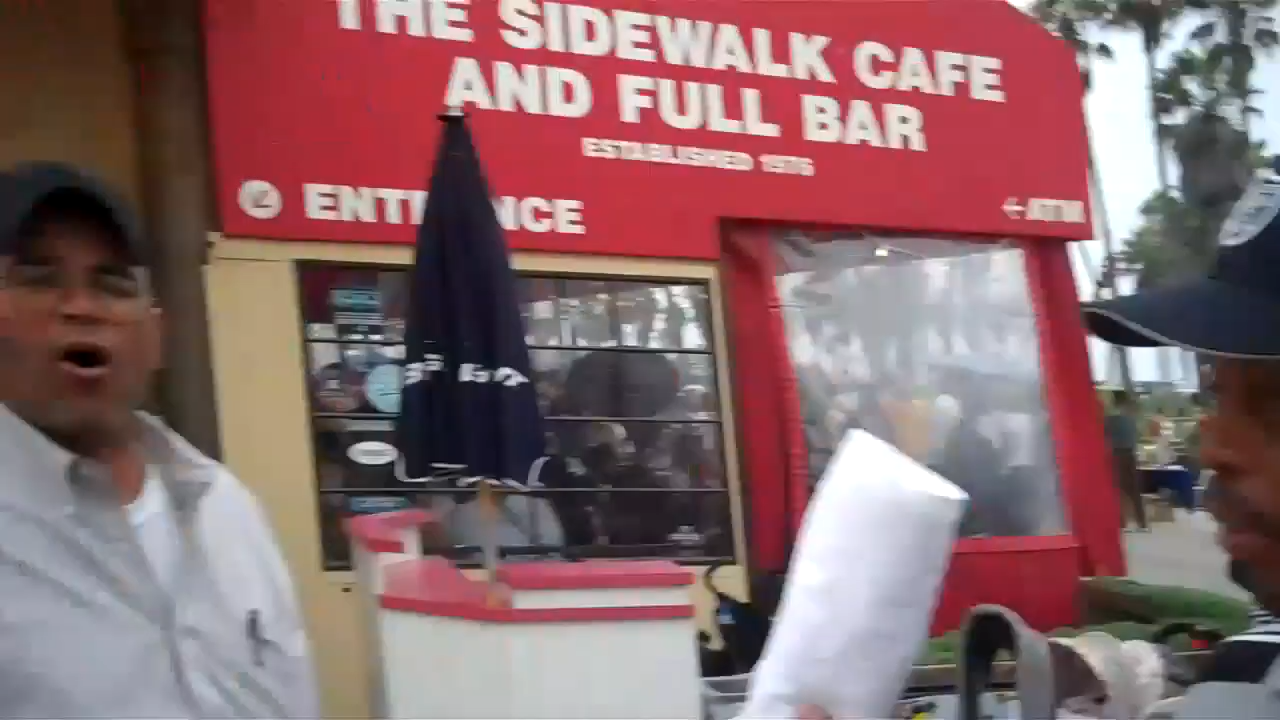 THE SIDEWALK CAFE
AND FULL BAR
ESTABLISHED 1976
ENTRANCE
←ATM